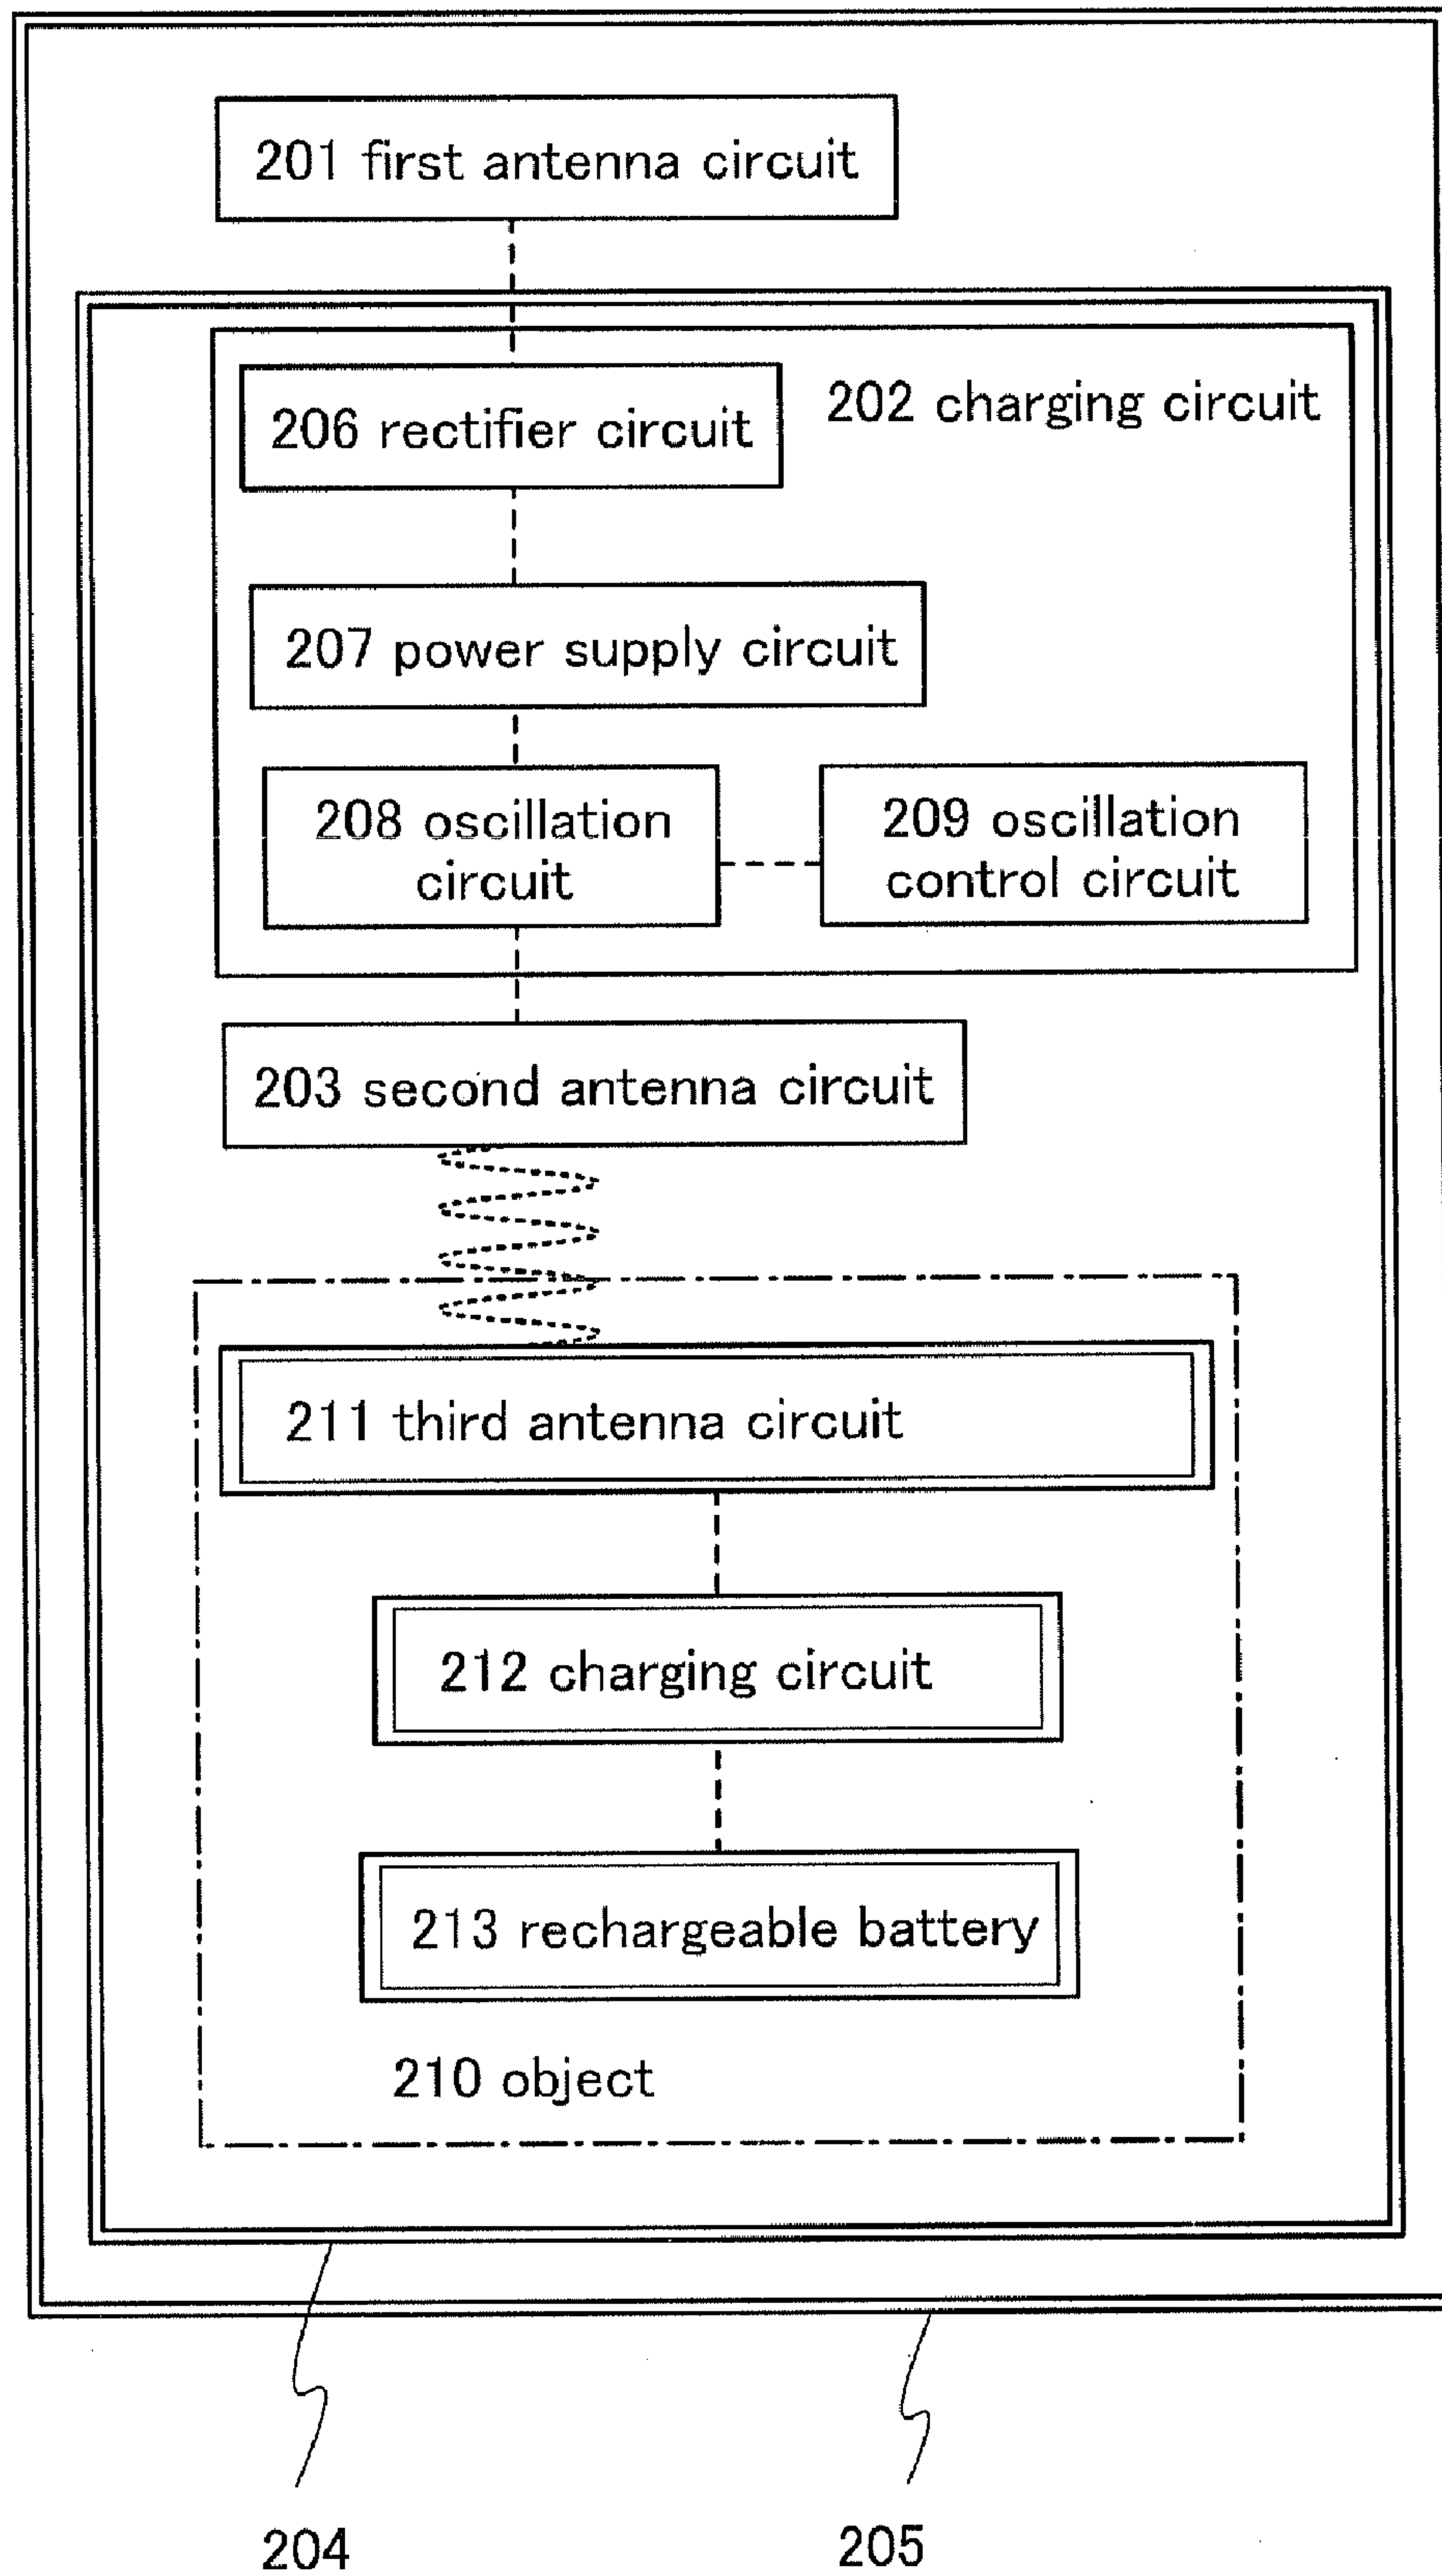 201 first antenna circuit
206 rectifier circuit
202 charging circuit
207 power supply circuit
208 oscillation
circuit
209 oscillation
control circuit
203 second antenna circuit
211 third antenna circuit
212 charging circuit
213 rechargeable battery
210 object
204
205